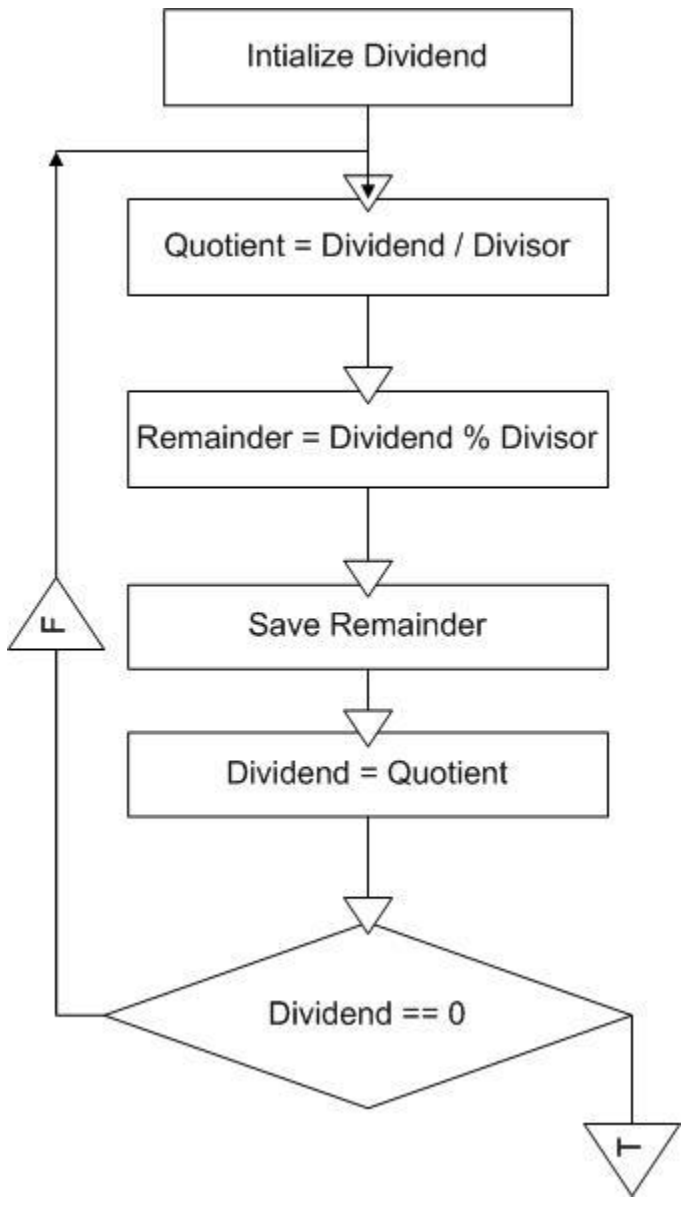 Intialize Dividend
Quotient = Dividend / Divisor
Remainder = Dividend % Divisor
Save Remainder
Dividend = Quotient
Dividend == 0
F
T